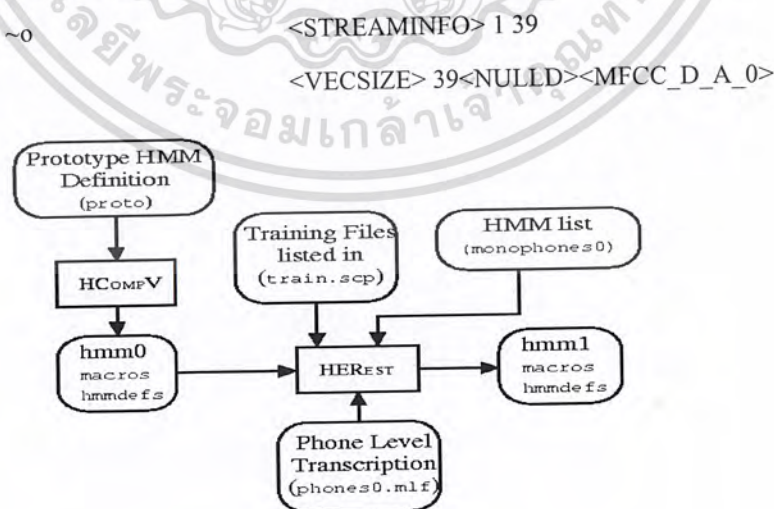 ~o <STREAMINFO> 1 39
<VECSIZE> 39<NULLD><MFCC_D_A_0>
Prototype HMM
Definition
(proto)
HCOMPV
hmm0
macros
hmmdefs
Training Files
listed in
(train.scp)
HMM list
(monophones0)
HEREST
hmm1
macros
hmmdefs
Phone Level
Transcription
(phones0.mlf)